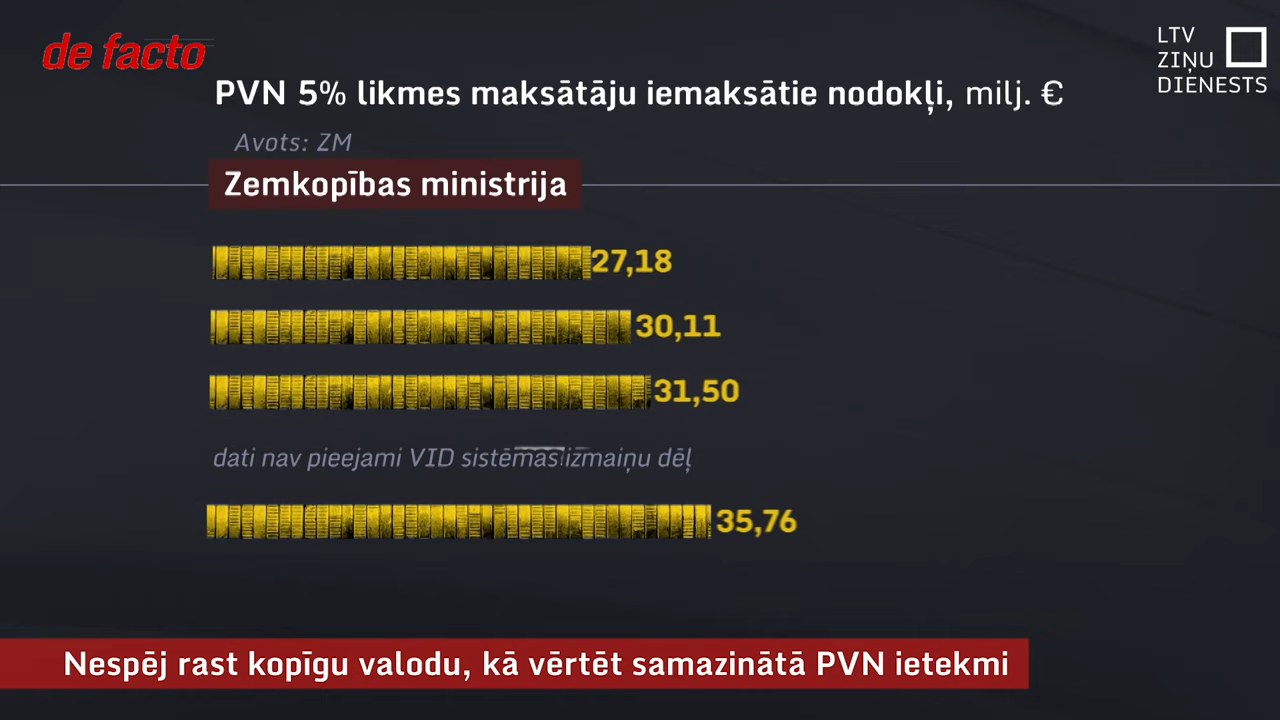 de facto
LTV
ZIŅU
DIENESTS
PVN 5% likmes maksātāju iemaksātie nodokļi, milj. €
Avots: ZM
Zemkopības ministrija
27,18
30,11
31,50
dati nav pieejami VID sistēmas izmaiņu dēļ
35,76
Nespēj rast kopīgu valodu, kā vērtēt samazinātā PVN ietekmi